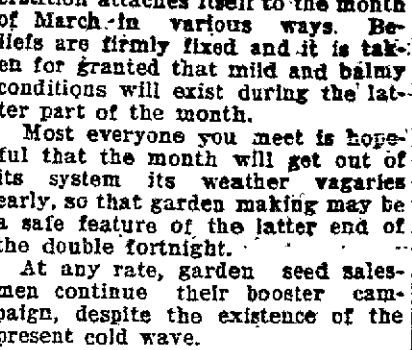 attaches itself to the month
of March in various ways. Be-
liefs are firmly fixed and it is tak-
en for granted that mild and balmy
conditions will exist during the lat-
ter part of the month.
Most everyone you meet is hope-
ful that the month will get out of
its system its weather vagaries
early, so that garden making may be
a safe feature of the latter end of
the double fortnight.
At any rate, garden seed sales-
men continue their booster cam-
paign, despite the existence of the
present cold wave.